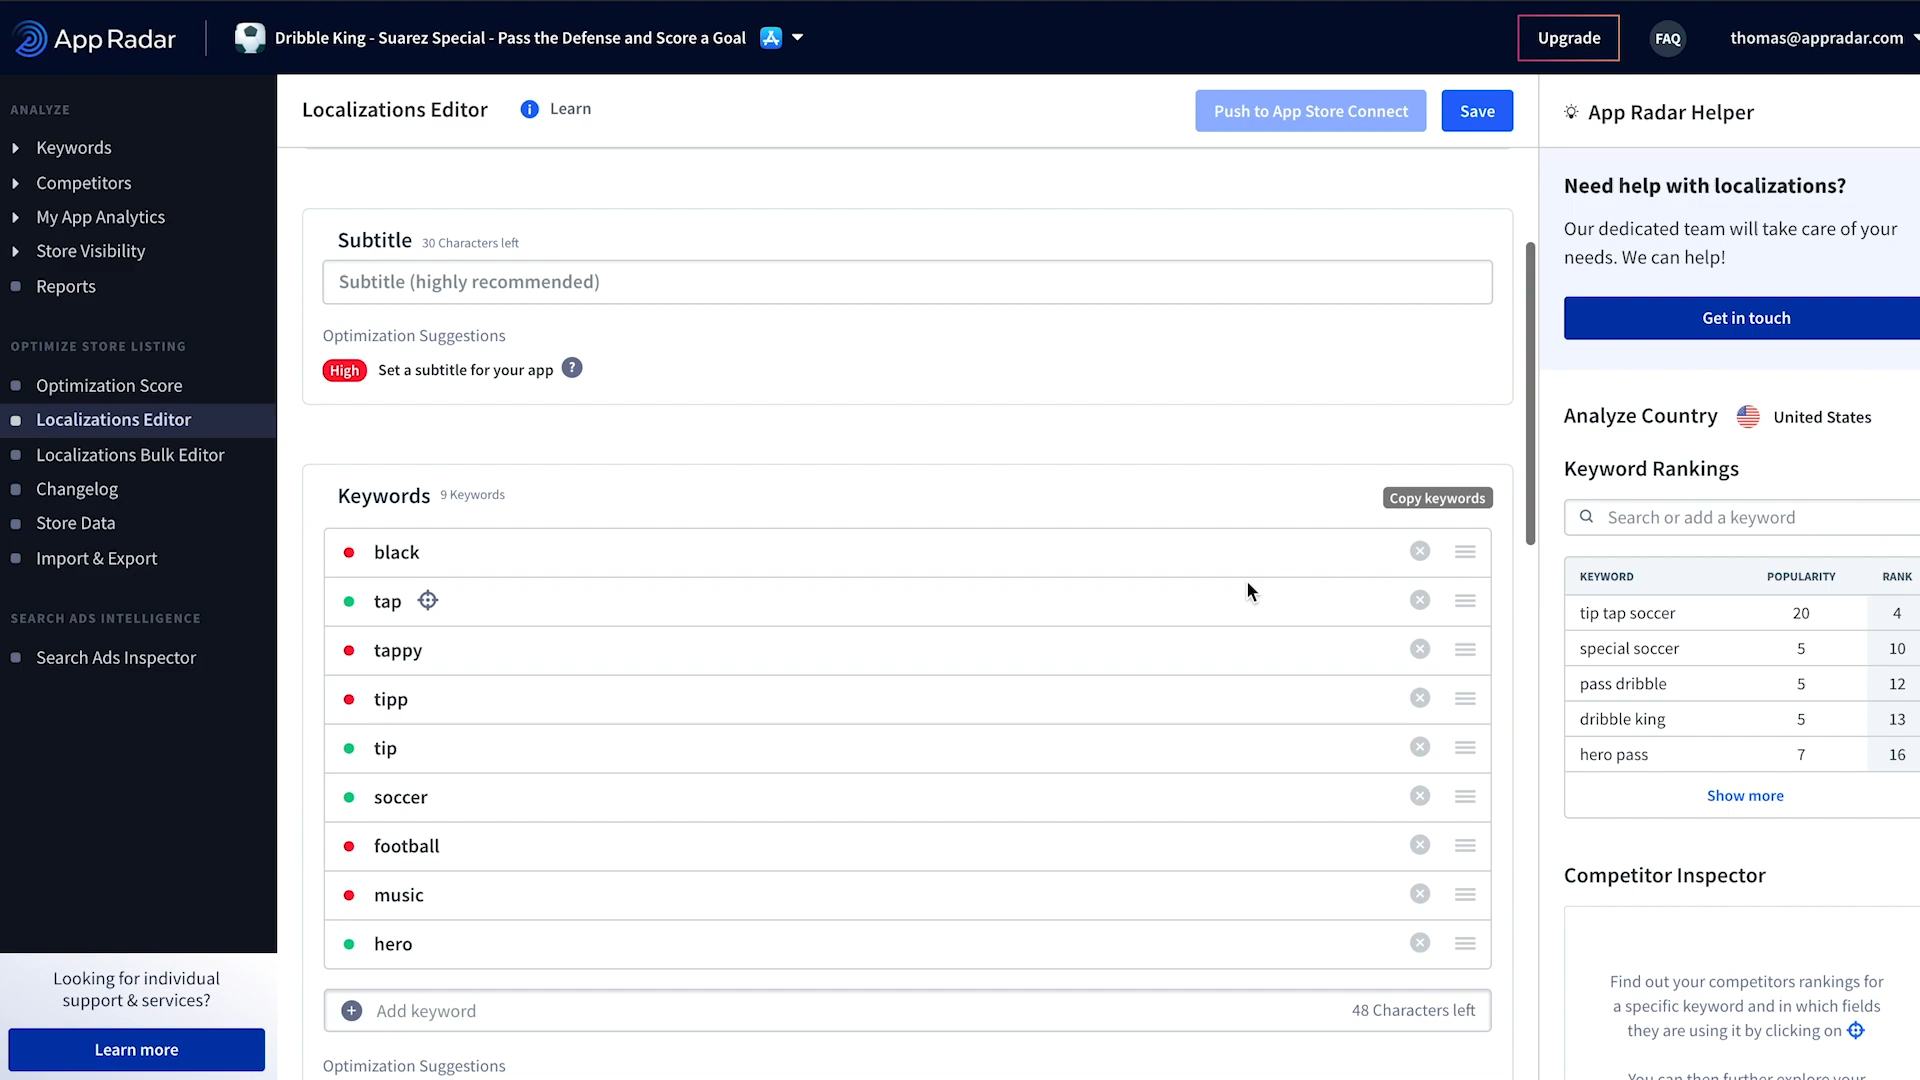 App Radar
Dribble King - Suarez Special - Pass the Defense and Score a Goal
Upgrade
FAQ
thomas@appradar.com
ANALYZE
Keywords
Competitors
My App Analytics
Store Visibility
Reports
OPTIMIZE STORE LISTING
Optimization Score
Localizations Editor
Localizations Bulk Editor
Changelog
Store Data
Import & Export
SEARCH ADS INTELLIGENCE
Search Ads Inspector
Looking for individual
support & services?
Learn more
Localizations Editor
i Learn
Push to App Store Connect
Save
Subtitle 30 Characters left
Subtitle (highly recommended)
Optimization Suggestions
High Set a subtitle for your app ?
Keywords 9 Keywords
Copy keywords
black
tap
tappy
tipp
tip
soccer
football
music
hero
Add keyword 48 Characters left
Optimization Suggestions
App Radar Helper
Need help with localizations?
Our dedicated team will take care of your
needs. We can help!
Get in touch
Analyze Country United States
Keyword Rankings
Search or add a keyword
KEYWORD POPULARITY RANK
tip tap soccer 20 4
special soccer 5 10
pass dribble 5 12
dribble king 5 13
hero pass 7 16
Show more
Competitor Inspector
Find out your competitors rankings for
a specific keyword and in which fields
they are using it by clicking on
You can then further explore your